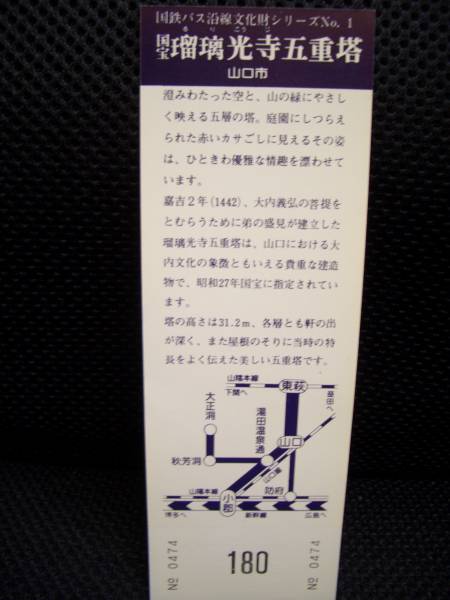 国鉄バス沿線文化財シリーズNo. 1
るりこうじ
国宝瑠璃光寺五重塔
山口市
澄みわたった空と、山の緑にやさし
く映える五層の塔。庭園にしつらえ
られた赤いカサごしに見えるその姿
は、ひときわ優雅な情趣を漂わせて
います。
嘉吉2年(1442)、大内義弘の菩提を
とむらうために弟の盛見が建立した
瑠璃光寺五重塔は、山口における大
内文化の象徴ともいえる貴重な建造
物で、昭和27年国宝に指定されてい
ます。
塔の高さは31.2m、各層とも軒の出
が深く、また屋根のそりに当時の特
長をよく伝えた美しい五重塔です。
山陰本線
下関へ
東萩
益田へ
大正洞
湯田温泉通
山口
秋芳洞
山口線
山陽本線
小郡
防府
博多へ
新幹線
広島へ
180
No 0474
No 0474